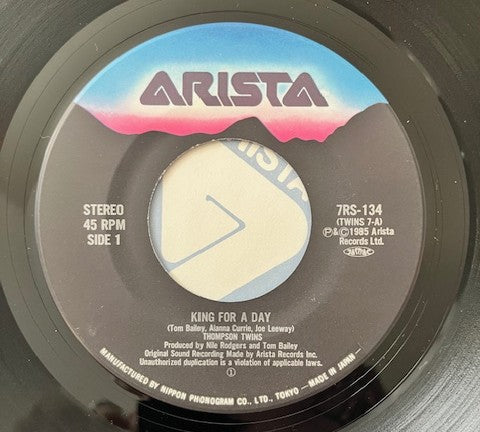 ARISTA
STEREO
45 RPM
SIDE 1
7RS-134
(TWINS 7-A)
℗&©1985 Arista
Records Ltd.
KING FOR A DAY
(Tom Bailey, Alanna Currie, Joe Leeway)
THOMPSON TWINS
Produced by Nile Rodgers and Tom Bailey
Original Sound Recording Made by Arista Records Inc.
Unauthorized duplication is a violation of applicable laws.
①
MANUFACTURED BY NIPPON PHONOGRAM CO., LTD., TOKYO — MADE IN JAPAN—